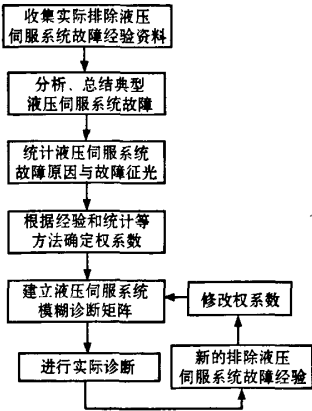 收集实际排除液压
伺服系统故障经验资料
分析、总结典型
液压伺服系统故障
统计液压伺服系统
故障原因与故障征光
根据经验和统计等
方法确定权系数
建立液压伺服系统
模糊诊断矩阵
修改权系数
进行实际诊断
新的排除液压
伺服系统故障经验